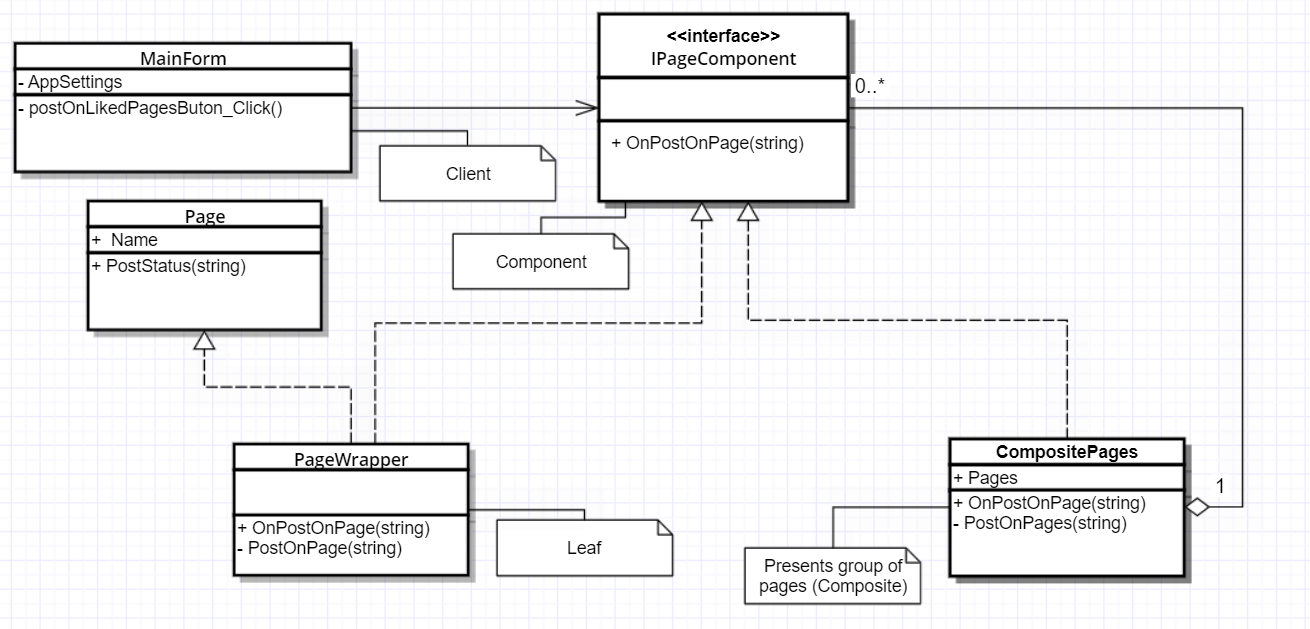 MainForm
- AppSettings
- postOnLikedPagesButon_Click()
Client
<<interface>>
IPageComponent
+ OnPostOnPage(string)
0..*
Component
Page
+ Name
+ PostStatus(string)
PageWrapper
+ OnPostOnPage(string)
- PostOnPage(string)
Leaf
CompositePages
+ Pages
+ OnPostOnPage(string)
- PostOnPages(string)
1
Presents group of
pages (Composite)